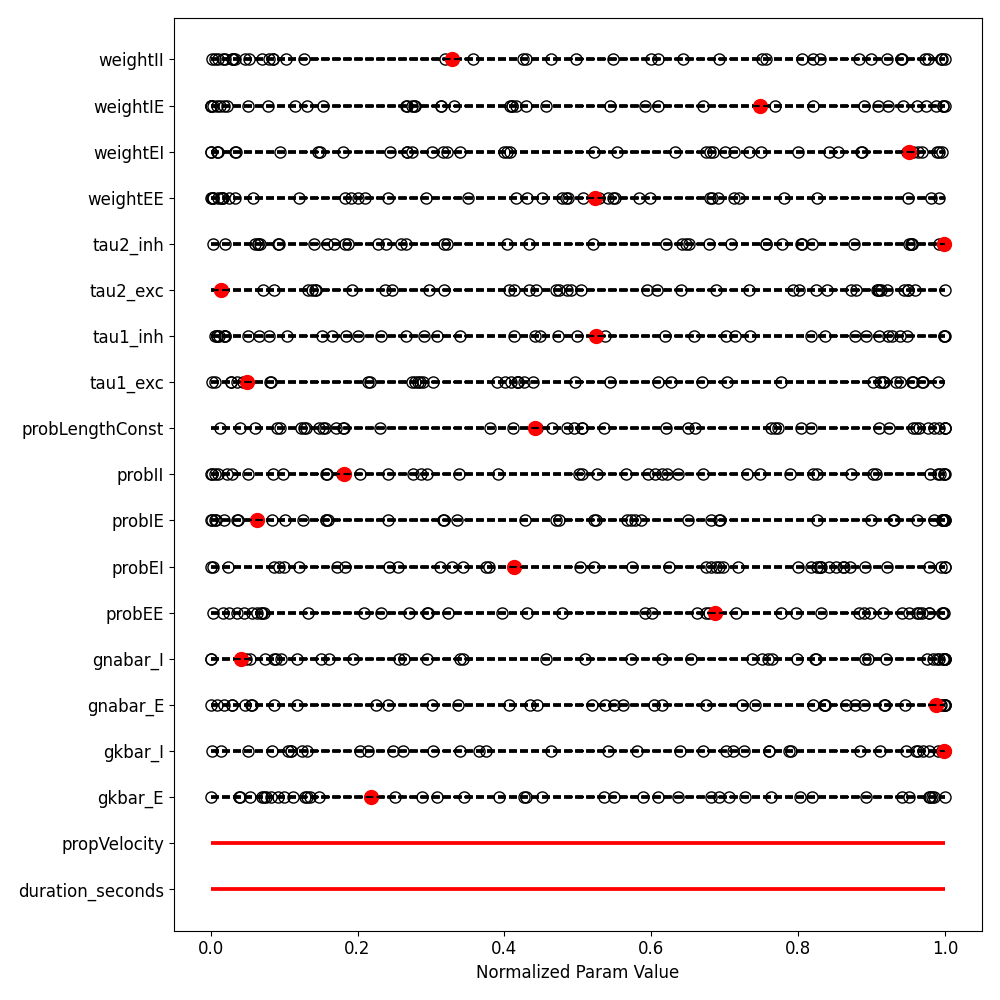 weightII
weightIE
weightEI
weightEE
tau2_inh
tau2_exc
tau1_inh
tau1_exc
probLengthConst
probII
probIE
probEI
probEE
gnabar_I
gnabar_E
gkbar_I
gkbar_E
propVelocity
duration_seconds
0.0 0.2 0.4 0.6 0.8 1.0
Normalized Param Value